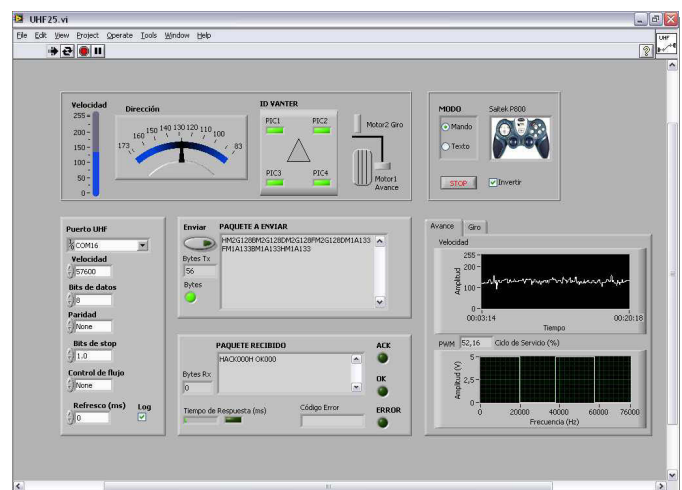 UHF25.vi
File Edit View Project Operate Tools Window Help
UHF
Velocidad
255
200
150
100
50
0
Dirección
173 160 150 140 130 120 110 100 83
ID VANTER
PIC1 PIC2
PIC3 PIC4
Motor2 Giro
Motor1
Avance
MODO
Mando
Texto
Saitek P800
STOP
Invertir
Puerto UHF
COM16
Velocidad
57600
Bits de datos
8
Paridad
None
Bits de stop
1.0
Control de flujo
None
Refresco (ms) Log
0
Enviar PAQUETE A ENVIAR
HM2G128BM2G128DM2G128FM2G128DM1A133
FM1A133BM1A133HM1A133
Bytes Tx
56
Bytes
PAQUETE RECIBIDO
HACK000H OK000
Bytes Rx
0
Tiempo de Respuesta (ms)
Código Error
ACK
OK
ERROR
Avance Giro
Velocidad
Amplitud
255
200
100
0
00:03:14 00:20:18
Tiempo
PWM 52,16 Ciclo de Servicio (%)
Amplitud (V)
5
2,5
0
0 20000 40000 60000 76000
Frecuencia (Hz)